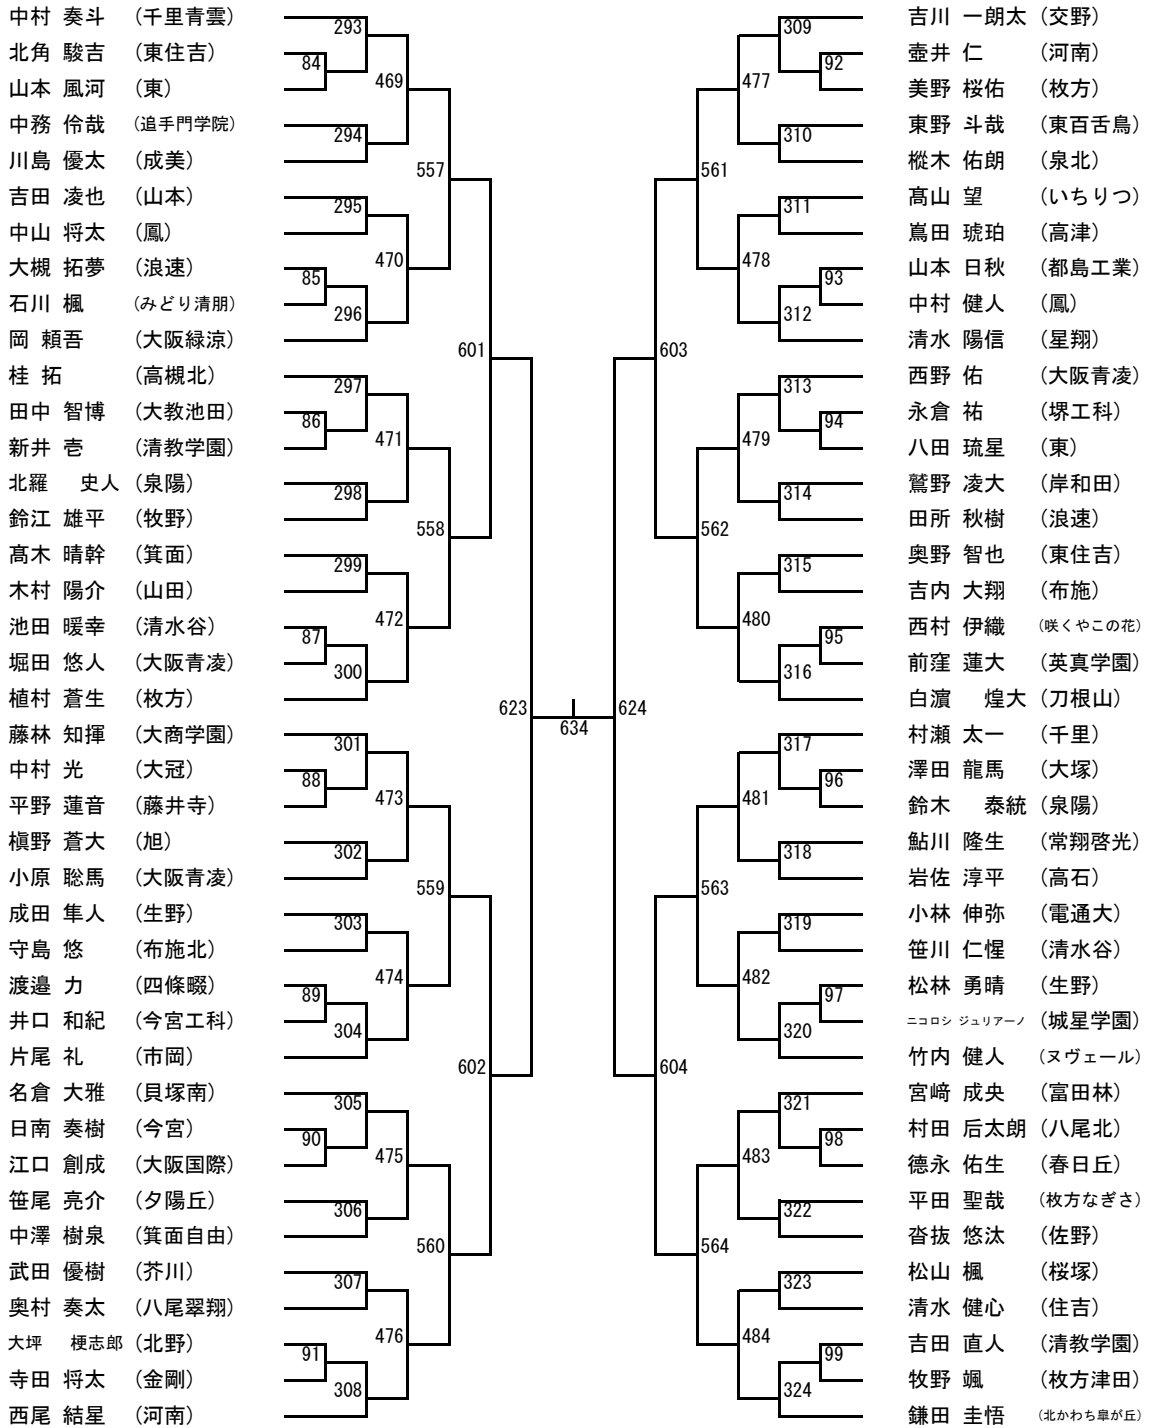 中村 奏斗 (千里青雲)
北角 駿吉 (東住吉)
山本 風河 (東)
中務 伶哉 (追手門学院)
川島 優太 (成美)
吉田 凌也 (山本)
中山 将太 (鳳)
大槻 拓夢 (浪速)
石川 楓 (みどり清朋)
岡 頼吾 (大阪緑涼)
桂 拓 (高槻北)
田中 智博 (大教池田)
新井 壱 (清教学園)
北羅 史人 (泉陽)
鈴江 雄平 (牧野)
髙木 晴幹 (箕面)
木村 陽介 (山田)
池田 暖幸 (清水谷)
堀田 悠人 (大阪青凌)
植村 蒼生 (枚方)
藤林 知揮 (大商学園)
中村 光 (大冠)
平野 蓮音 (藤井寺)
槇野 蒼大 (旭)
小原 聡馬 (大阪青凌)
成田 隼人 (生野)
守島 悠 (布施北)
渡邉 力 (四條畷)
井口 和紀 (今宮工科)
片尾 礼 (市岡)
名倉 大雅 (貝塚南)
日南 奏樹 (今宮)
江口 創成 (大阪国際)
笹尾 亮介 (夕陽丘)
中澤 樹泉 (箕面自由)
武田 優樹 (芥川)
奥村 奏太 (八尾翠翔)
大坪 梗志郎 (北野)
寺田 将太 (金剛)
西尾 結星 (河南)
293
84
469
294
557
295
470
85
296
601
297
86
471
298
558
299
472
87
300
623
301
88
473
302
559
303
474
89
304
602
305
90
475
306
560
307
476
91
308
634
309
92
477
310
561
311
478
93
312
603
313
94
479
314
562
315
480
95
316
624
317
96
481
318
563
319
482
97
320
604
321
98
483
322
564
323
484
99
324
吉川 一朗太 (交野)
壺井 仁 (河南)
美野 桜佑 (枚方)
東野 斗哉 (東百舌鳥)
樅木 佑朗 (泉北)
髙山 望 (いちりつ)
嶌田 琥珀 (高津)
山本 日秋 (都島工業)
中村 健人 (鳳)
清水 陽信 (星翔)
西野 佑 (大阪青凌)
永倉 祐 (堺工科)
八田 琉星 (東)
鷲野 凌大 (岸和田)
田所 秋樹 (浪速)
奥野 智也 (東住吉)
吉内 大翔 (布施)
西村 伊織 (咲くやこの花)
前窪 蓮大 (英真学園)
白濵 煌大 (刀根山)
村瀬 太一 (千里)
澤田 龍馬 (大塚)
鈴木 泰統 (泉陽)
鮎川 隆生 (常翔啓光)
岩佐 淳平 (高石)
小林 伸弥 (電通大)
笹川 仁惺 (清水谷)
松林 勇晴 (生野)
ニコロシ ジュリアーノ (城星学園)
竹内 健人 (ヌヴェール)
宮﨑 成央 (富田林)
村田 后太朗 (八尾北)
德永 佑生 (春日丘)
平田 聖哉 (枚方なぎさ)
沓抜 悠汰 (佐野)
松山 楓 (桜塚)
清水 健心 (住吉)
吉田 直人 (清教学園)
牧野 颯 (枚方津田)
鎌田 圭悟 (北かわち皐が丘)